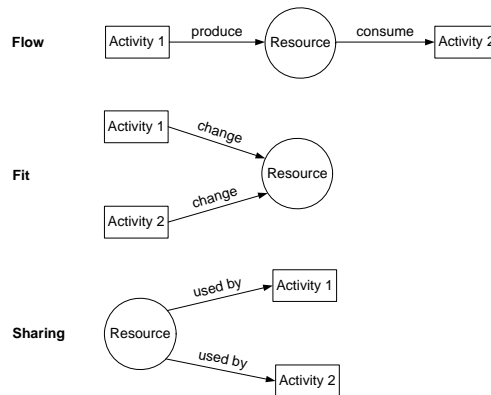 Flow
Activity 1
produce
Resource
consume
Activity 2
Activity 1
change
Fit
Resource
change
Activity 2
used by
Activity 1
Sharing
Resource
used by
Activity 2